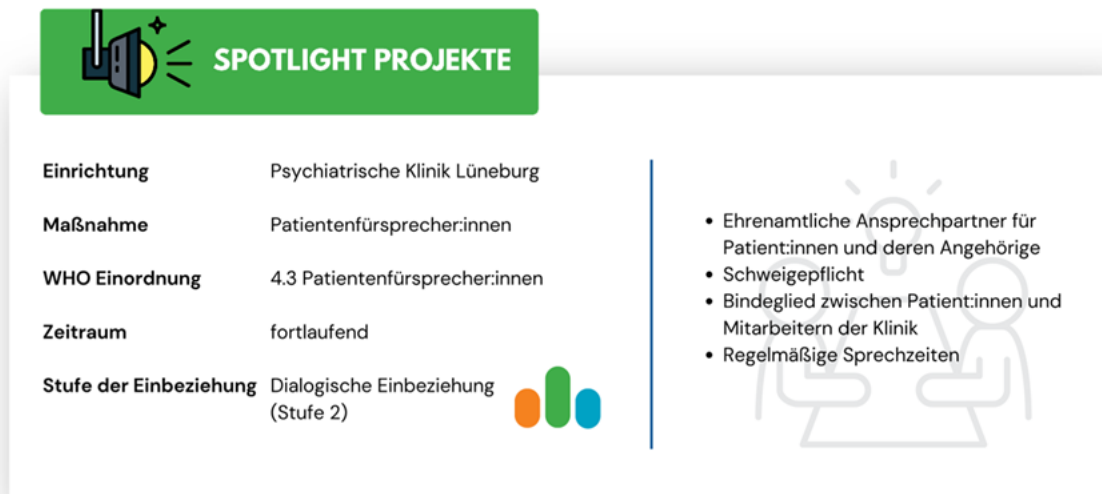 SPOTLIGHT PROJEKTE
Einrichtung Psychiatrische Klinik Lüneburg
Maßnahme Patientenfürsprecher:innen
WHO Einordnung 4.3 Patientenfürsprecher:innen
Zeitraum fortlaufend
Stufe der Einbeziehung Dialogische Einbeziehung
(Stufe 2)
• Ehrenamtliche Ansprechpartner für
Patient:innen und deren Angehörige
• Schweigepflicht
• Bindeglied zwischen Patient:innen und
Mitarbeitern der Klinik
• Regelmäßige Sprechzeiten